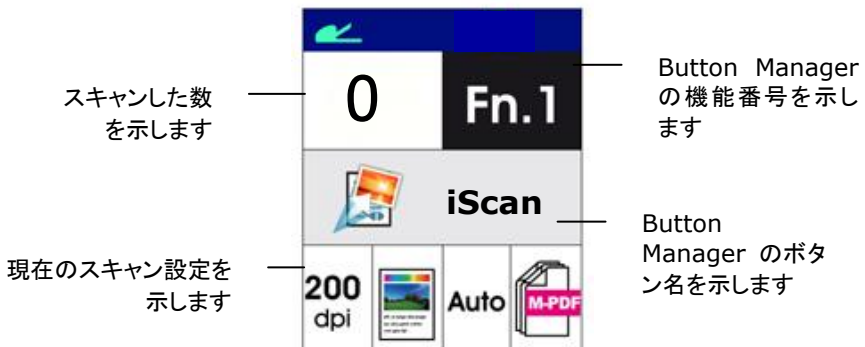 スキャンした数
を示します
0
Fn.1
Button Manager
の機能番号を示し
ます
iScan
Button
Manager のボタ
ン名を示します
現在のスキャン設定を
示します
200
dpi
Auto
M-PDF